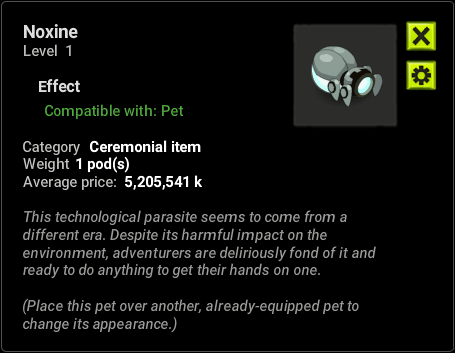 Noxine
Level 1
Effect
Compatible with: Pet
Category Ceremonial item
Weight 1 pod(s)
Average price: 5,205,541 k
This technological parasite seems to come from a
different era. Despite its harmful impact on the
environment, adventurers are deliriously fond of it and
ready to do anything to get their hands on one.
(Place this pet over another, already-equipped pet to
change its appearance.)